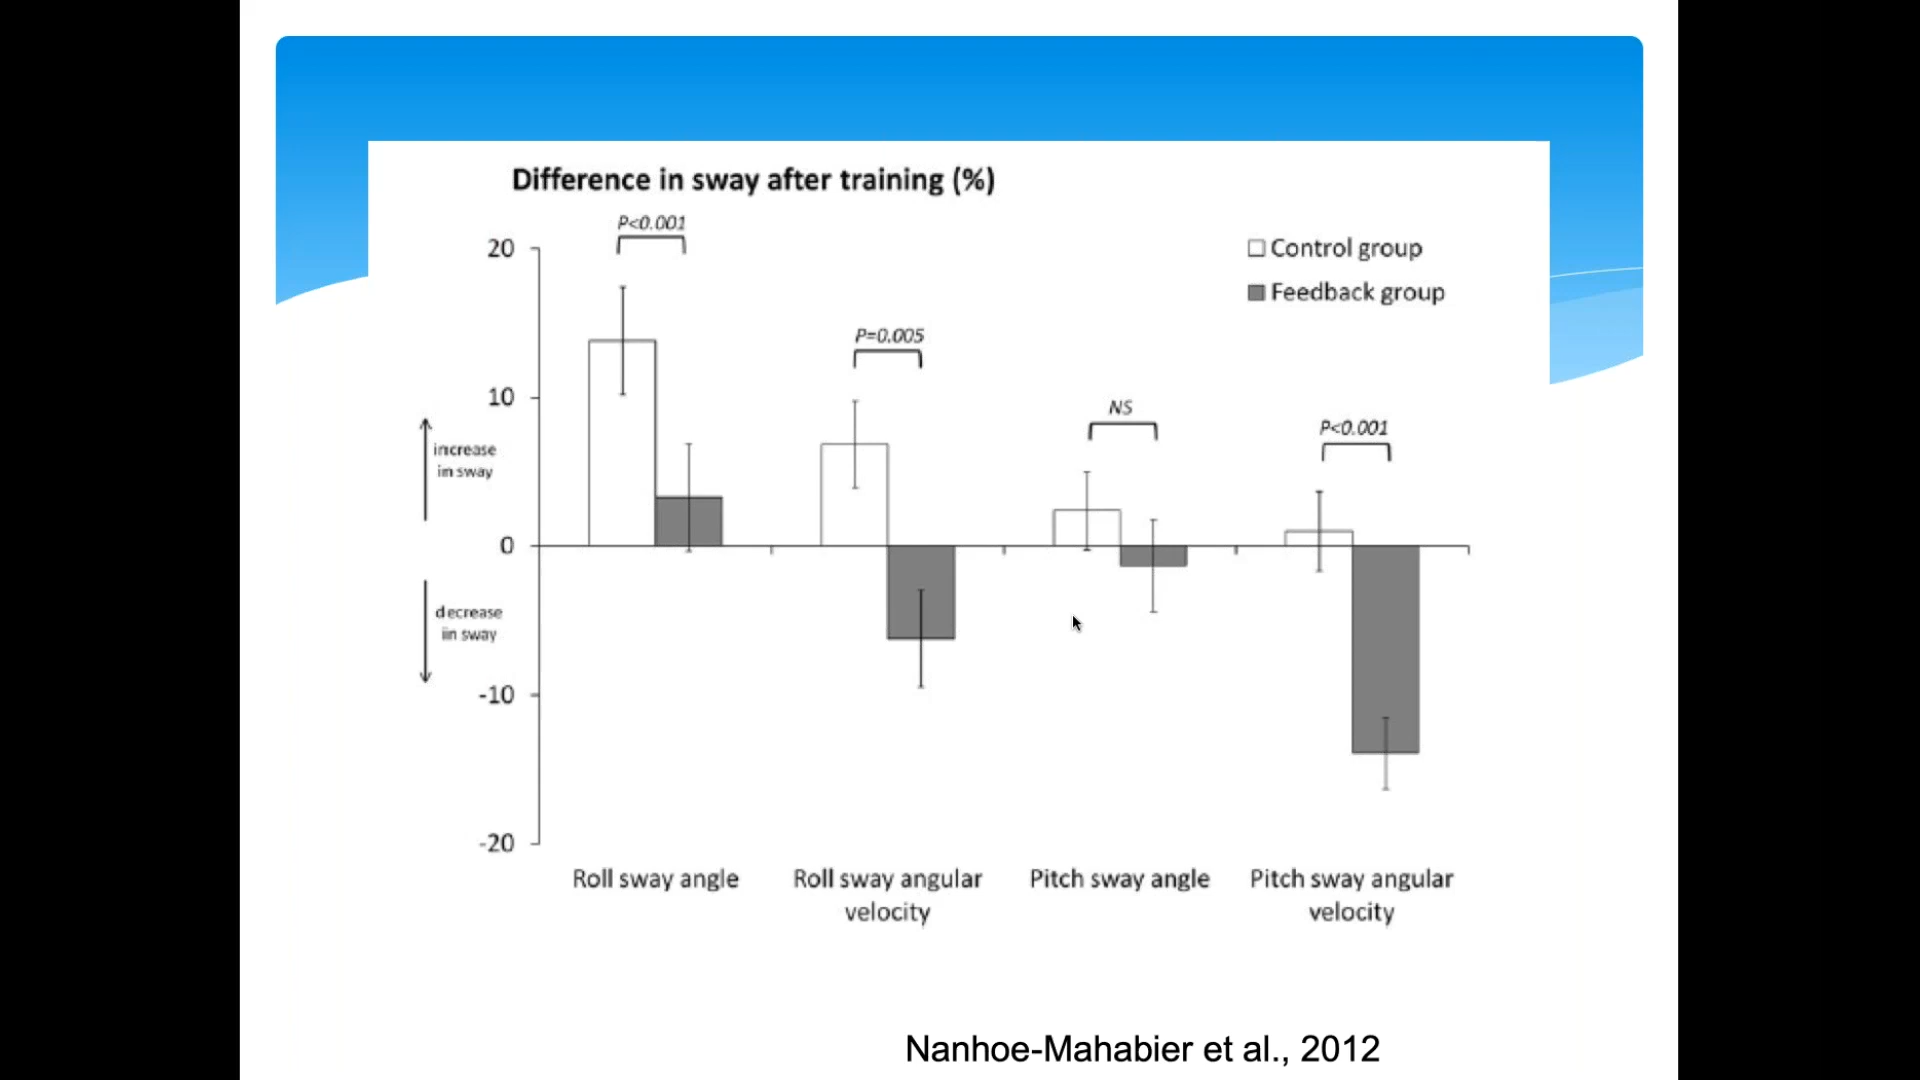 Difference in sway after training (%)
P<0.001
20
Control group
Feedback group
P=0.005
10
NS
P<0.001
increase
in sway
0
decrease
in sway
-10
-20
Roll sway angle
Roll sway angular
velocity
Pitch sway angle
Pitch sway angular
velocity
Nanhoe-Mahabier et al., 2012